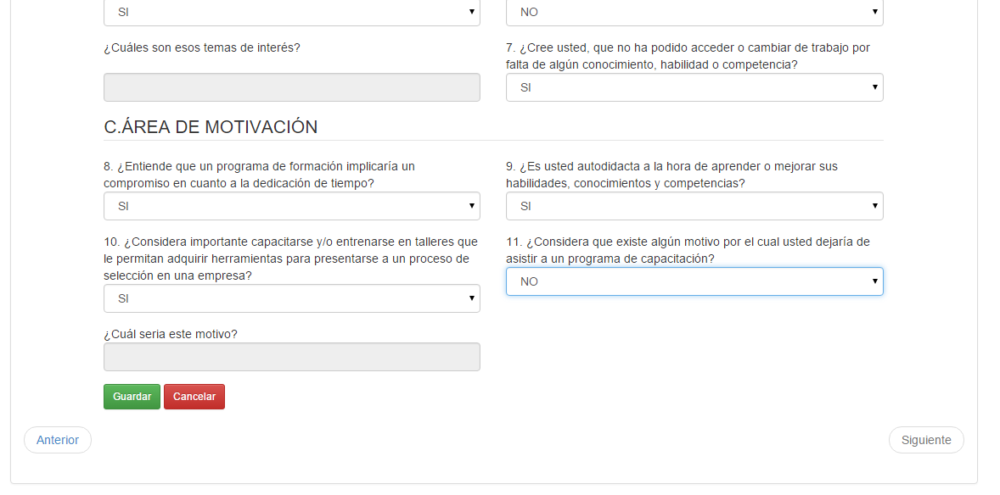 SI
NO
¿Cuáles son esos temas de interés?
7. ¿Cree usted, que no ha podido acceder o cambiar de trabajo por
falta de algún conocimiento, habilidad o competencia?
SI
C.ÁREA DE MOTIVACIÓN
8. ¿Entiende que un programa de formación implicaría un
compromiso en cuanto a la dedicación de tiempo?
SI
9. ¿Es usted autodidacta a la hora de aprender o mejorar sus
habilidades, conocimientos y competencias?
SI
10. ¿Considera importante capacitarse y/o entrenarse en talleres que
le permitan adquirir herramientas para presentarse a un proceso de
selección en una empresa?
SI
11. ¿Considera que existe algún motivo por el cual usted dejaría de
asistir a un programa de capacitación?
NO
¿Cuál seria este motivo?
Guardar
Cancelar
Anterior
Siguiente